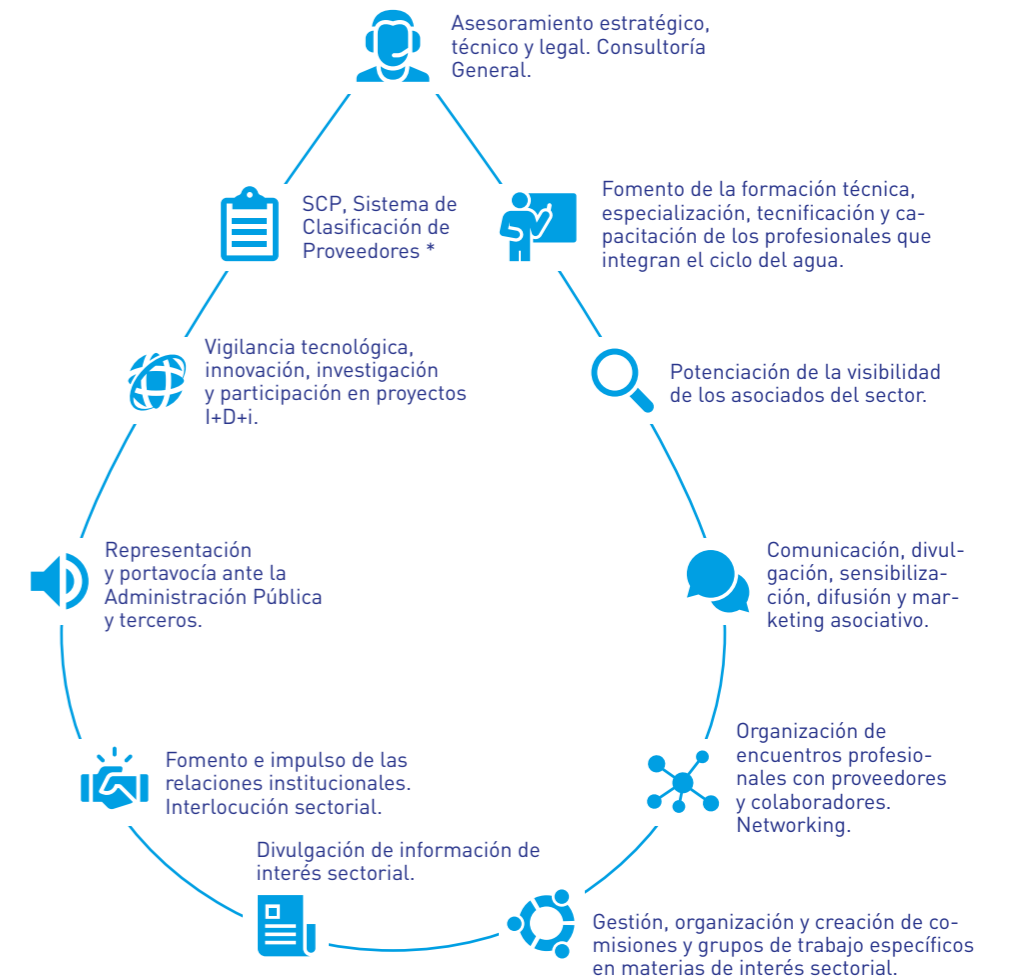 Asesoramiento estratégico,
técnico y legal. Consultoría
General.
SCP, Sistema de
Clasificación de
Proveedores *
Fomento de la formación técnica,
especialización, tecnificación y ca-
pacitación de los profesionales que
integran el ciclo del agua.
Vigilancia tecnológica,
innovación, investigación
y participación en proyectos
I+D+i.
Potenciación de la visibilidad
de los asociados del sector.
Representación
y portavocía ante la
Administración Pública
y terceros.
Comunicación, divul-
gación, sensibiliza-
ción, difusión y mar-
keting asociativo.
Fomento e impulso de las
relaciones institucionales.
Interlocución sectorial.
Organización de
encuentros profesio-
nales con proveedores
y colaboradores.
Networking.
Divulgación de información de
interés sectorial.
Gestión, organización y creación de co-
misiones y grupos de trabajo específicos
en materias de interés sectorial.